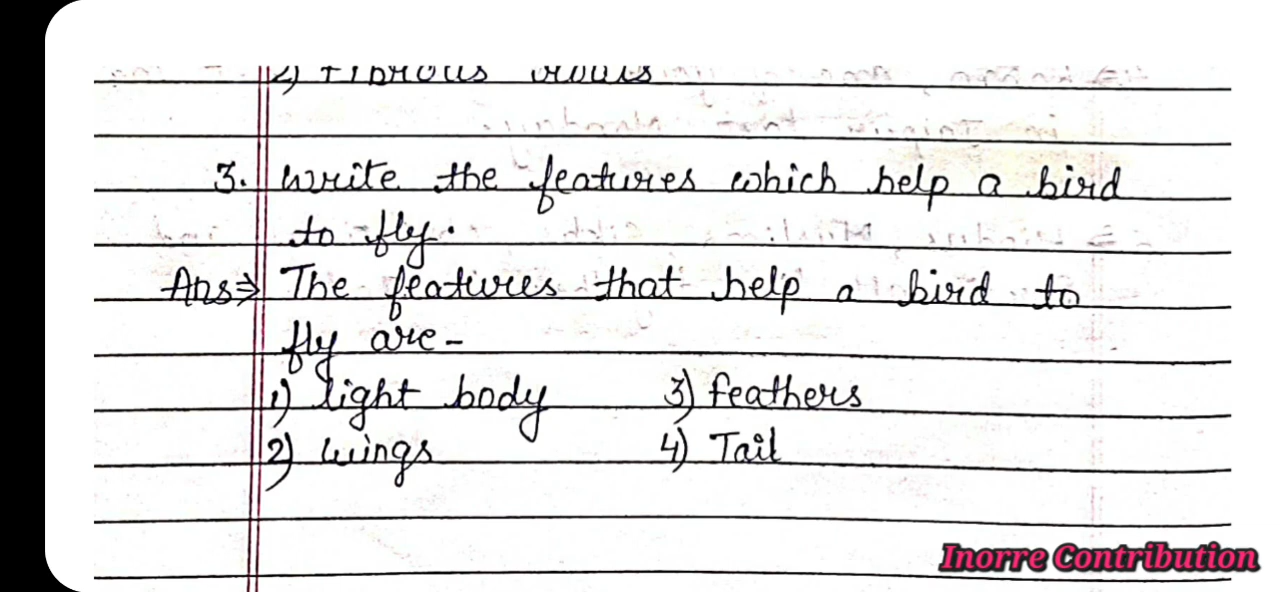 2) Fibrous
3. Write the features which help a bird
to fly.
Ans⇒ The features that help a bird to
fly are-
1) light body 3) feathers
2) wings 4) Tail
Inorre Contribution